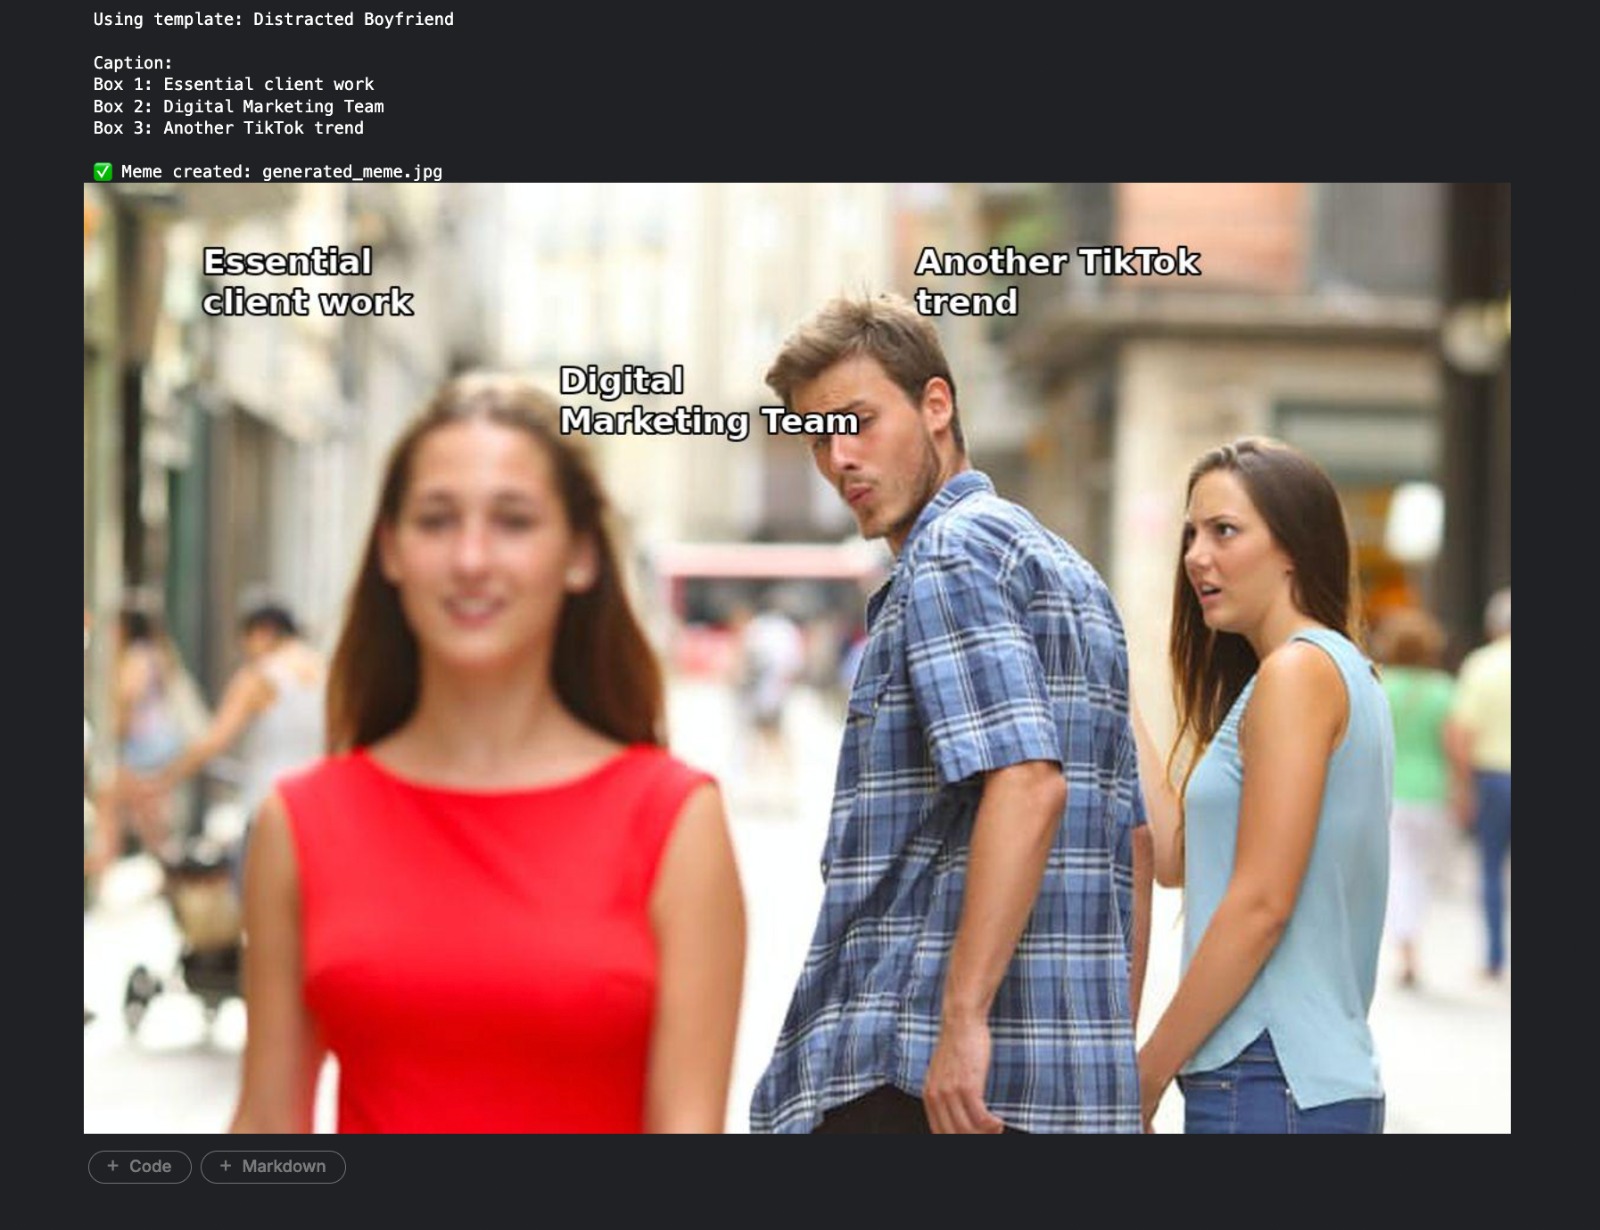 Using template: Distracted Boyfriend
Caption:
Box 1: Essential client work
Box 2: Digital Marketing Team
Box 3: Another TikTok trend
✅ Meme created: generated_meme.jpg
Essential
client work
Another TikTok
trend
Digital
Marketing Team
+ Code
+ Markdown